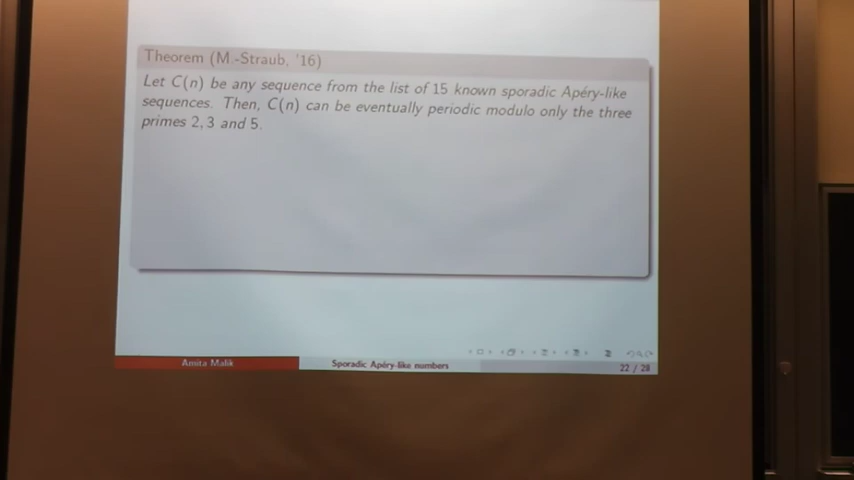 Theorem (M.-Straub, '16)
Let C(n) be any sequence from the list of 15 known sporadic Apéry-like
sequences. Then, C(n) can be eventually periodic modulo only the three
primes 2, 3 and 5.
Amita Malik
Sporadic Apéry-like numbers
22 / 28